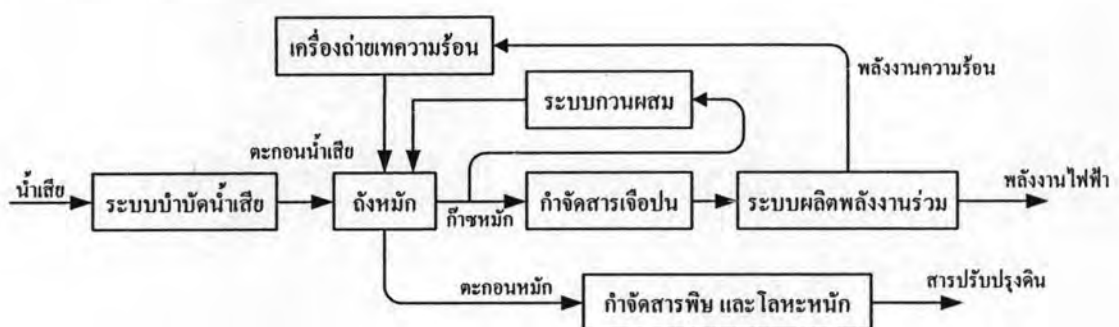 เครื่องถ่ายเทความร้อน
พลังงานความร้อน
ระบบกวนผสม
ตะกอนน้ำเสีย
น้ำเสีย
ระบบบำบัดน้ำเสีย
ถังหมัก
ก๊าซหมัก
กำจัดสารเจือปน
ระบบผลิตพลังงานร่วม
พลังงานไฟฟ้า
ตะกอนหมัก
กำจัดสารพิษ และโลหะหนัก
สารปรับปรุงดิน